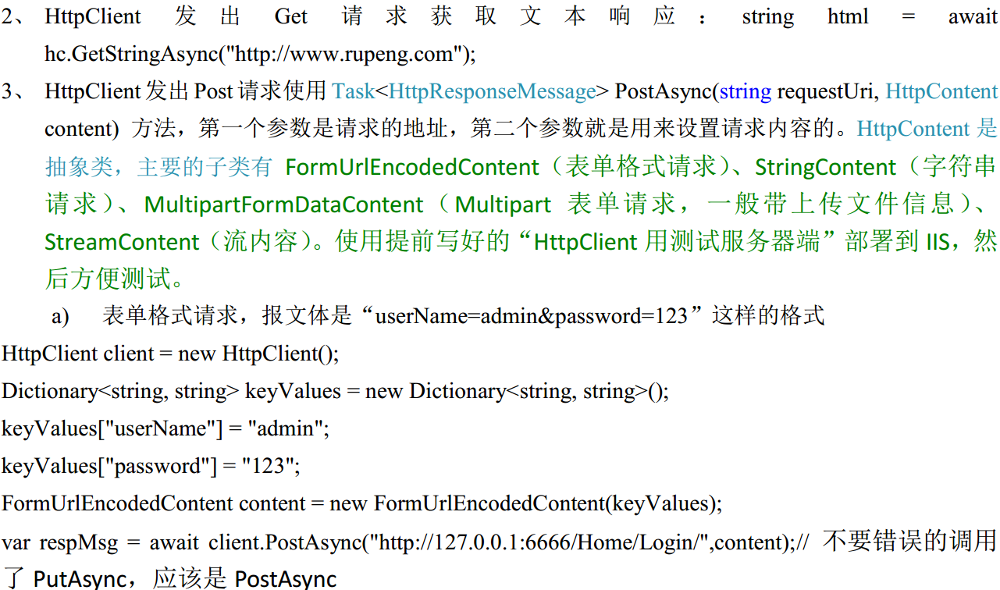 2、 HttpClient 发出 Get 请求获取文本响应：string html = await
hc.GetStringAsync("http://www.rupeng.com");
3、 HttpClient 发出 Post 请求使用 Task<HttpResponseMessage> PostAsync(string requestUri, HttpContent
content) 方法，第一个参数是请求的地址，第二个参数就是用来设置请求内容的。HttpContent 是
抽象类，主要的子类有 FormUrlEncodedContent（表单格式请求）、StringContent（字符串
请求）、MultipartFormDataContent（Multipart 表单请求，一般带上传文件信息）、
StreamContent（流内容）。使用提前写好的“HttpClient 用测试服务器端”部署到 IIS，然
后方便测试。
a) 表单格式请求，报文体是“userName=admin&password=123”这样的格式
HttpClient client = new HttpClient();
Dictionary<string, string> keyValues = new Dictionary<string, string>();
keyValues["userName"] = "admin";
keyValues["password"] = "123";
FormUrlEncodedContent content = new FormUrlEncodedContent(keyValues);
var respMsg = await client.PostAsync("http://127.0.0.1:6666/Home/Login/",content);// 不要错误的调用
了 PutAsync，应该是 PostAsync